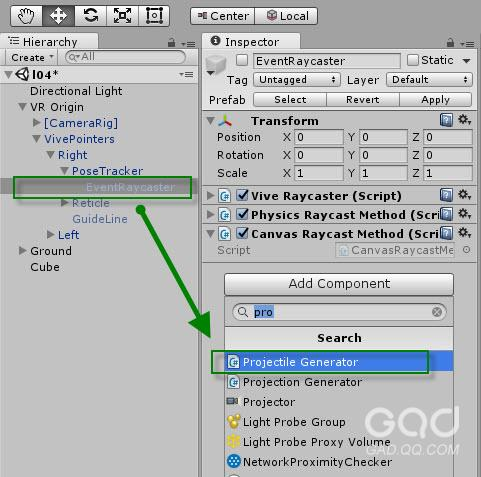 Center Local
Hierarchy
Create All
l04*
Directional Light
VR Origin
[CameraRig]
VivePointers
Right
PoseTracker
EventRaycaster
Reticle
GuideLine
Left
Ground
Cube
Inspector
EventRaycaster Static
Tag Untagged Layer Default
Prefab Select Revert Apply
Transform
Position X 0 Y 0 Z 0
Rotation X 0 Y 0 Z 0
Scale X 1 Y 1 Z 1
Vive Raycaster (Script)
Physics Raycast Method (Scri
Canvas Raycast Method (Scri
Script CanvasRaycastMe
Add Component
pro
Search
Projectile Generator
Projection Generator
Projector
Light Probe Group
Light Probe Proxy Volume
NetworkProximityChecker
Gad
GAD.QQ.COM